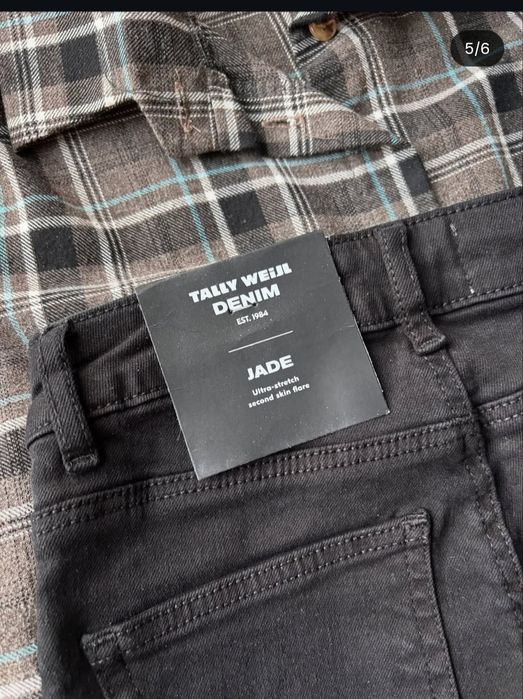 5/6
TALLY WEiJL
DENIM
EST. 1984
JADE
Ultra-stretch
second skin flare